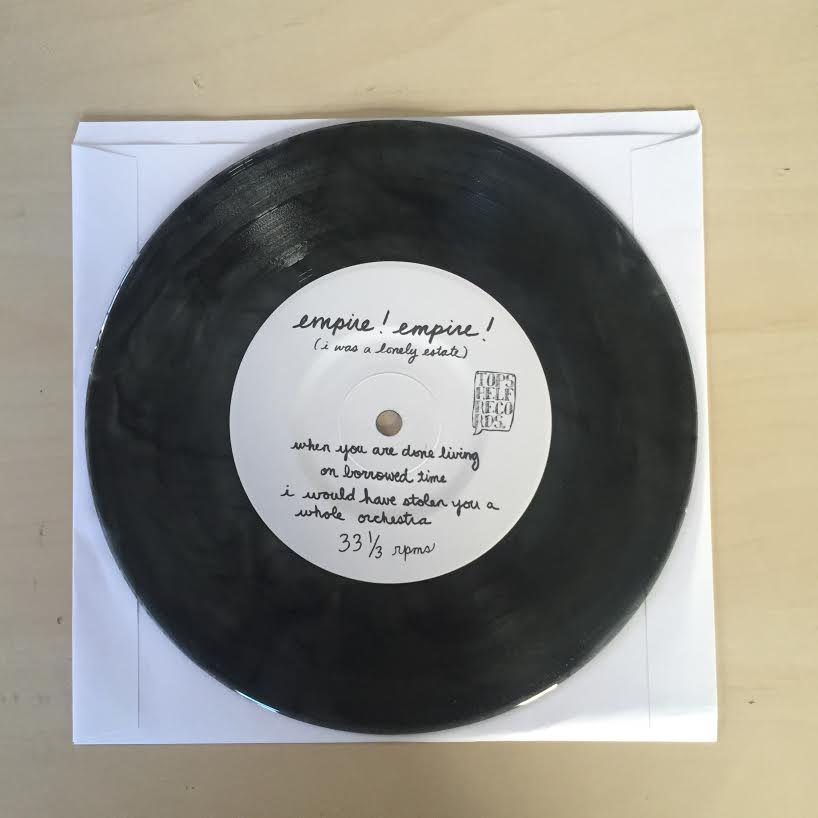 empire! empire!
(i was a lonely estate)
TOPS
HELF
RECO
RDS.
when you are done living
on borrowed time
i would have stolen you a
whole orchestra
33 1/3 rpms